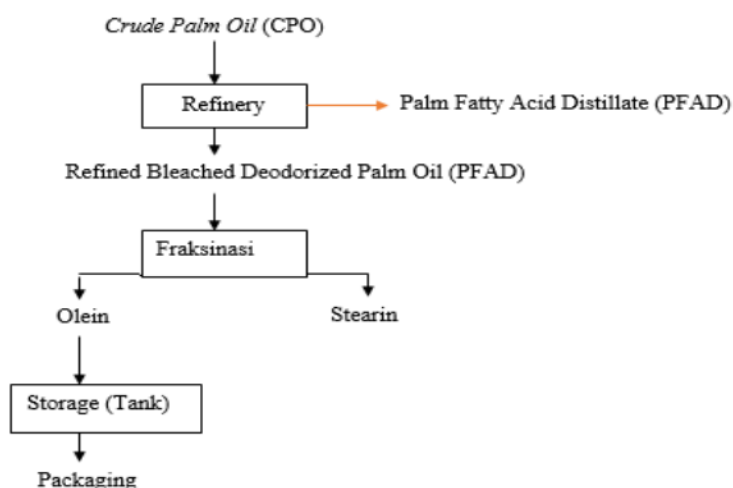 Crude Palm Oil (CPO)
Refinery
Palm Fatty Acid Distillate (PFAD)
Refined Bleached Deodorized Palm Oil (PFAD)
Fraksinasi
Olein
Stearin
Storage (Tank)
Packaging